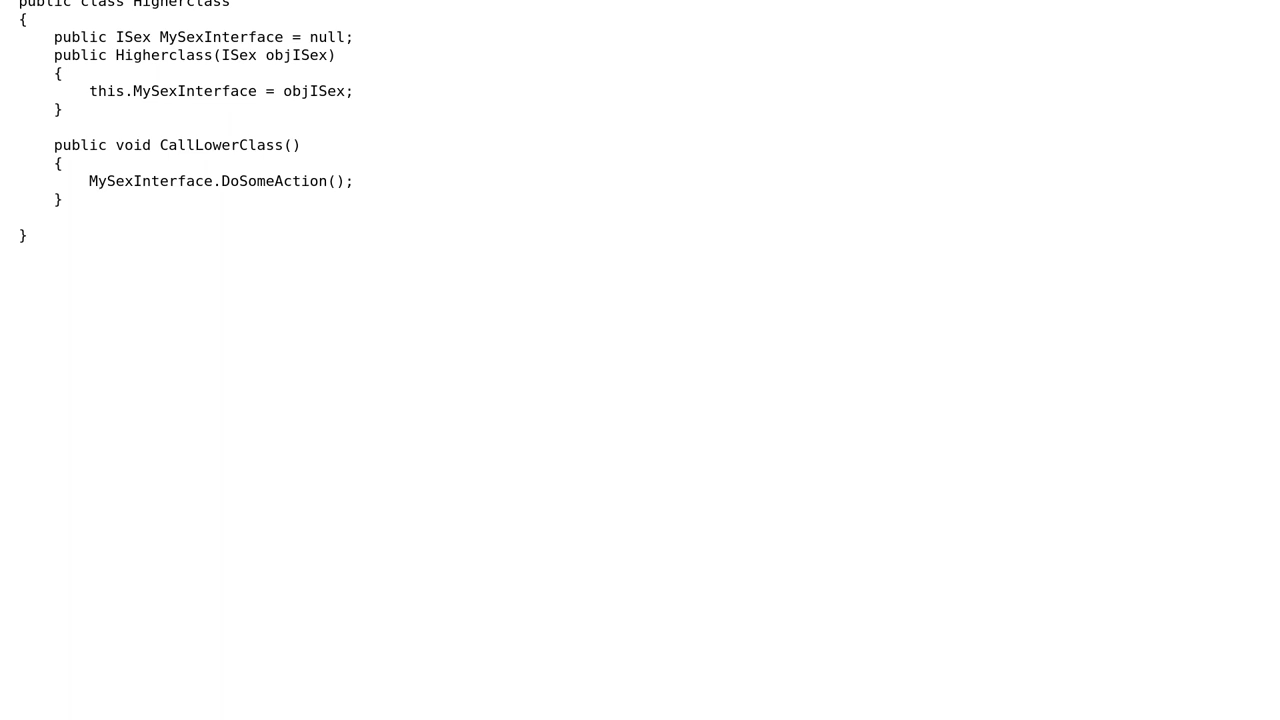 public class Higherclass
{
    public ISex MySexInterface = null;
    public Higherclass(ISex objISex)
    {
        this.MySexInterface = objISex;
    }
    public void CallLowerClass()
    {
        MySexInterface.DoSomeAction();
    }
}